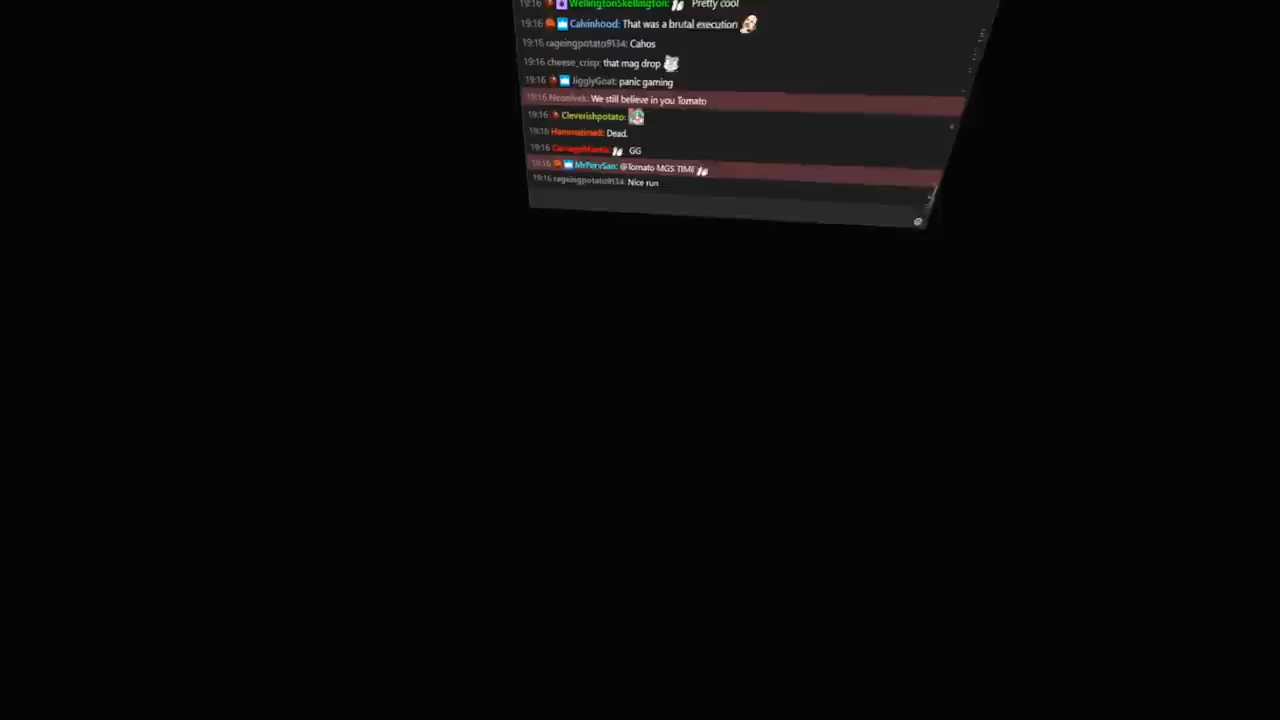 19:16 WellingtonSkellington: Pretty cool
19:16 Calvinhood: That was a brutal execution
19:16 rageingpotato9134: Cahos
19:16 cheese_crisp: that mag drop
19:16 JigglyGoat: panic gaming
19:16 We still believe in you Tomato
19:16 Cleverishpotato:
19:16 Dead.
19:16 GG
19:16 @Tomato MGS TIME
19:16 rageingpotato9134: Nice run